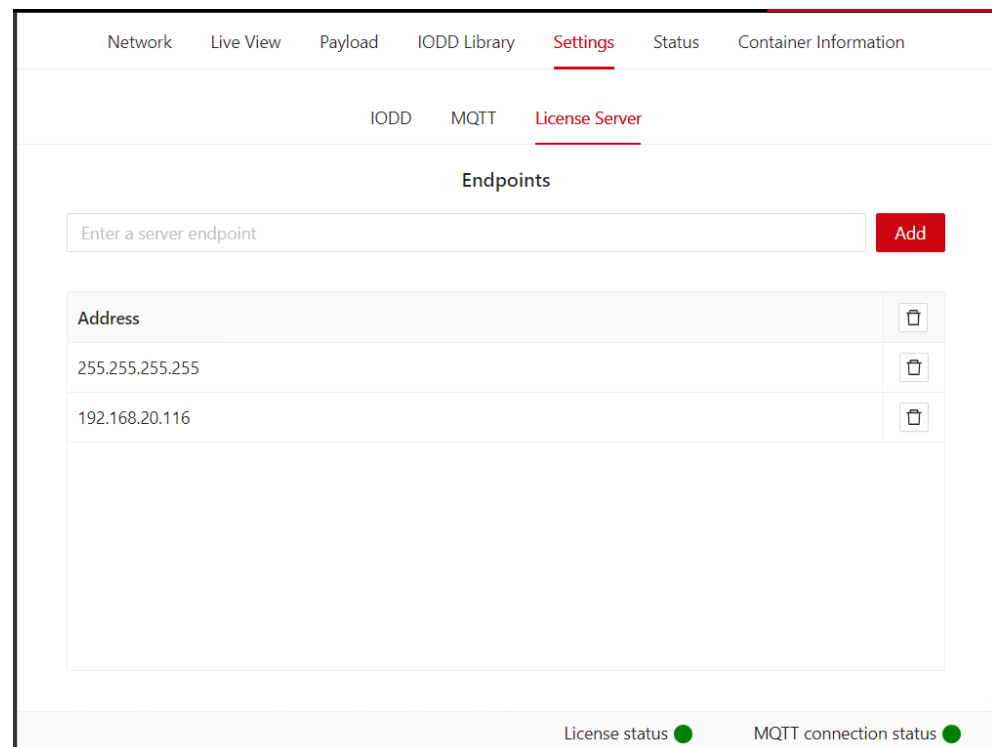 Network Live View Payload IODD Library Settings Status Container Information
IODD MQTT License Server
Endpoints
Enter a server endpoint Add
Address
255.255.255.255
192.168.20.116
License status MQTT connection status